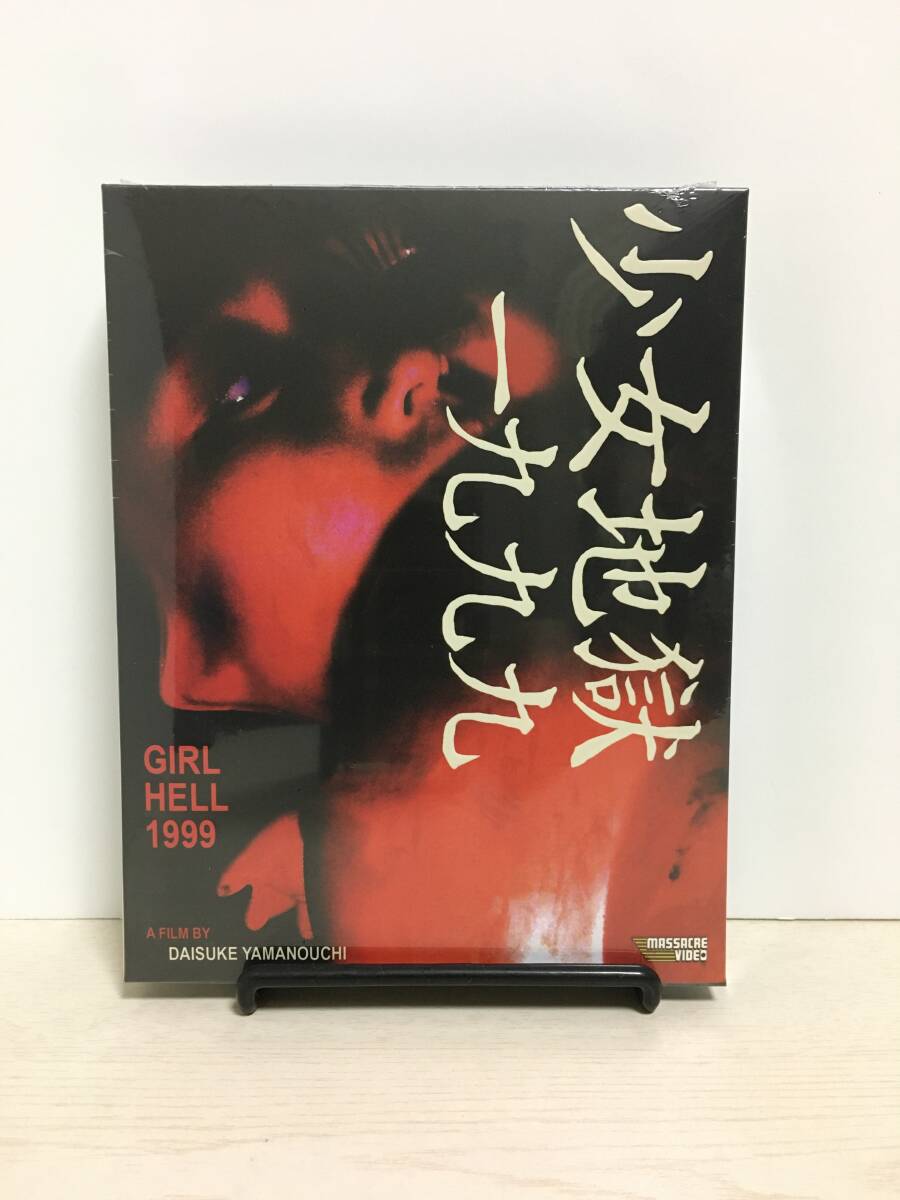 少女地獄
一九九九
GIRL
HELL
1999
A FILM BY
DAISUKE YAMANOUCHI
MASSACRE
VIDEO